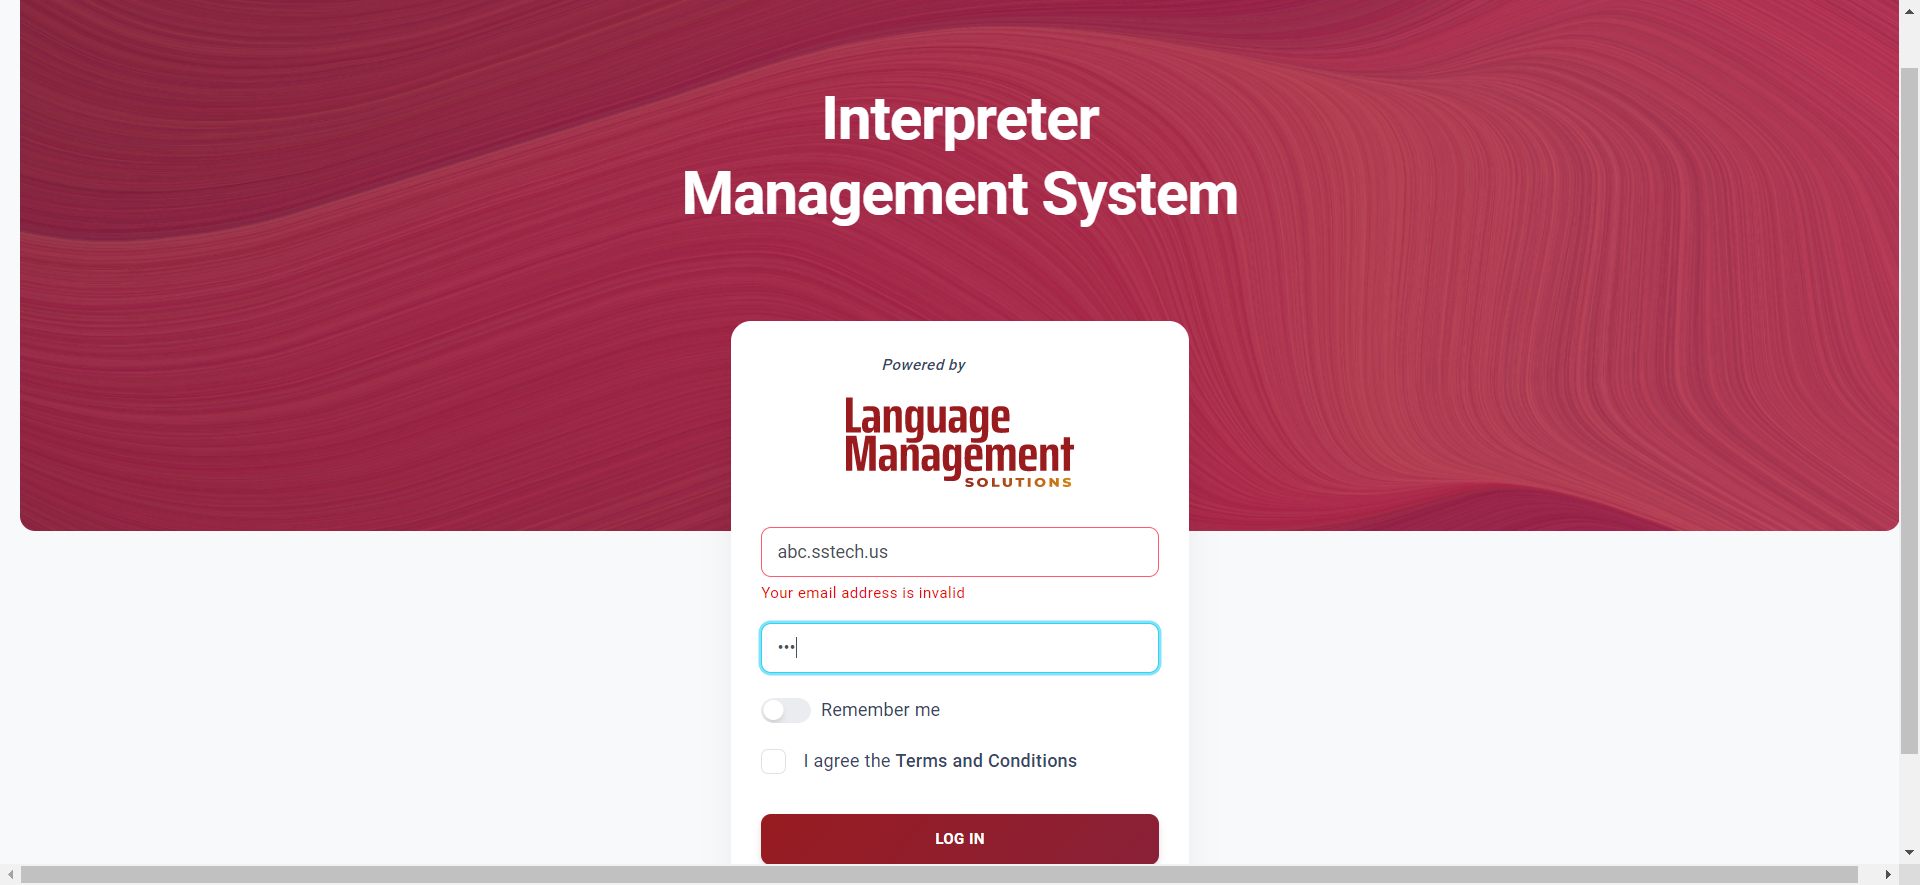 Interpreter
Management System
Powered by
Language
Management
SOLUTIONS
abc.sstech.us
Your email address is invalid
•••
Remember me
I agree the Terms and Conditions
LOG IN